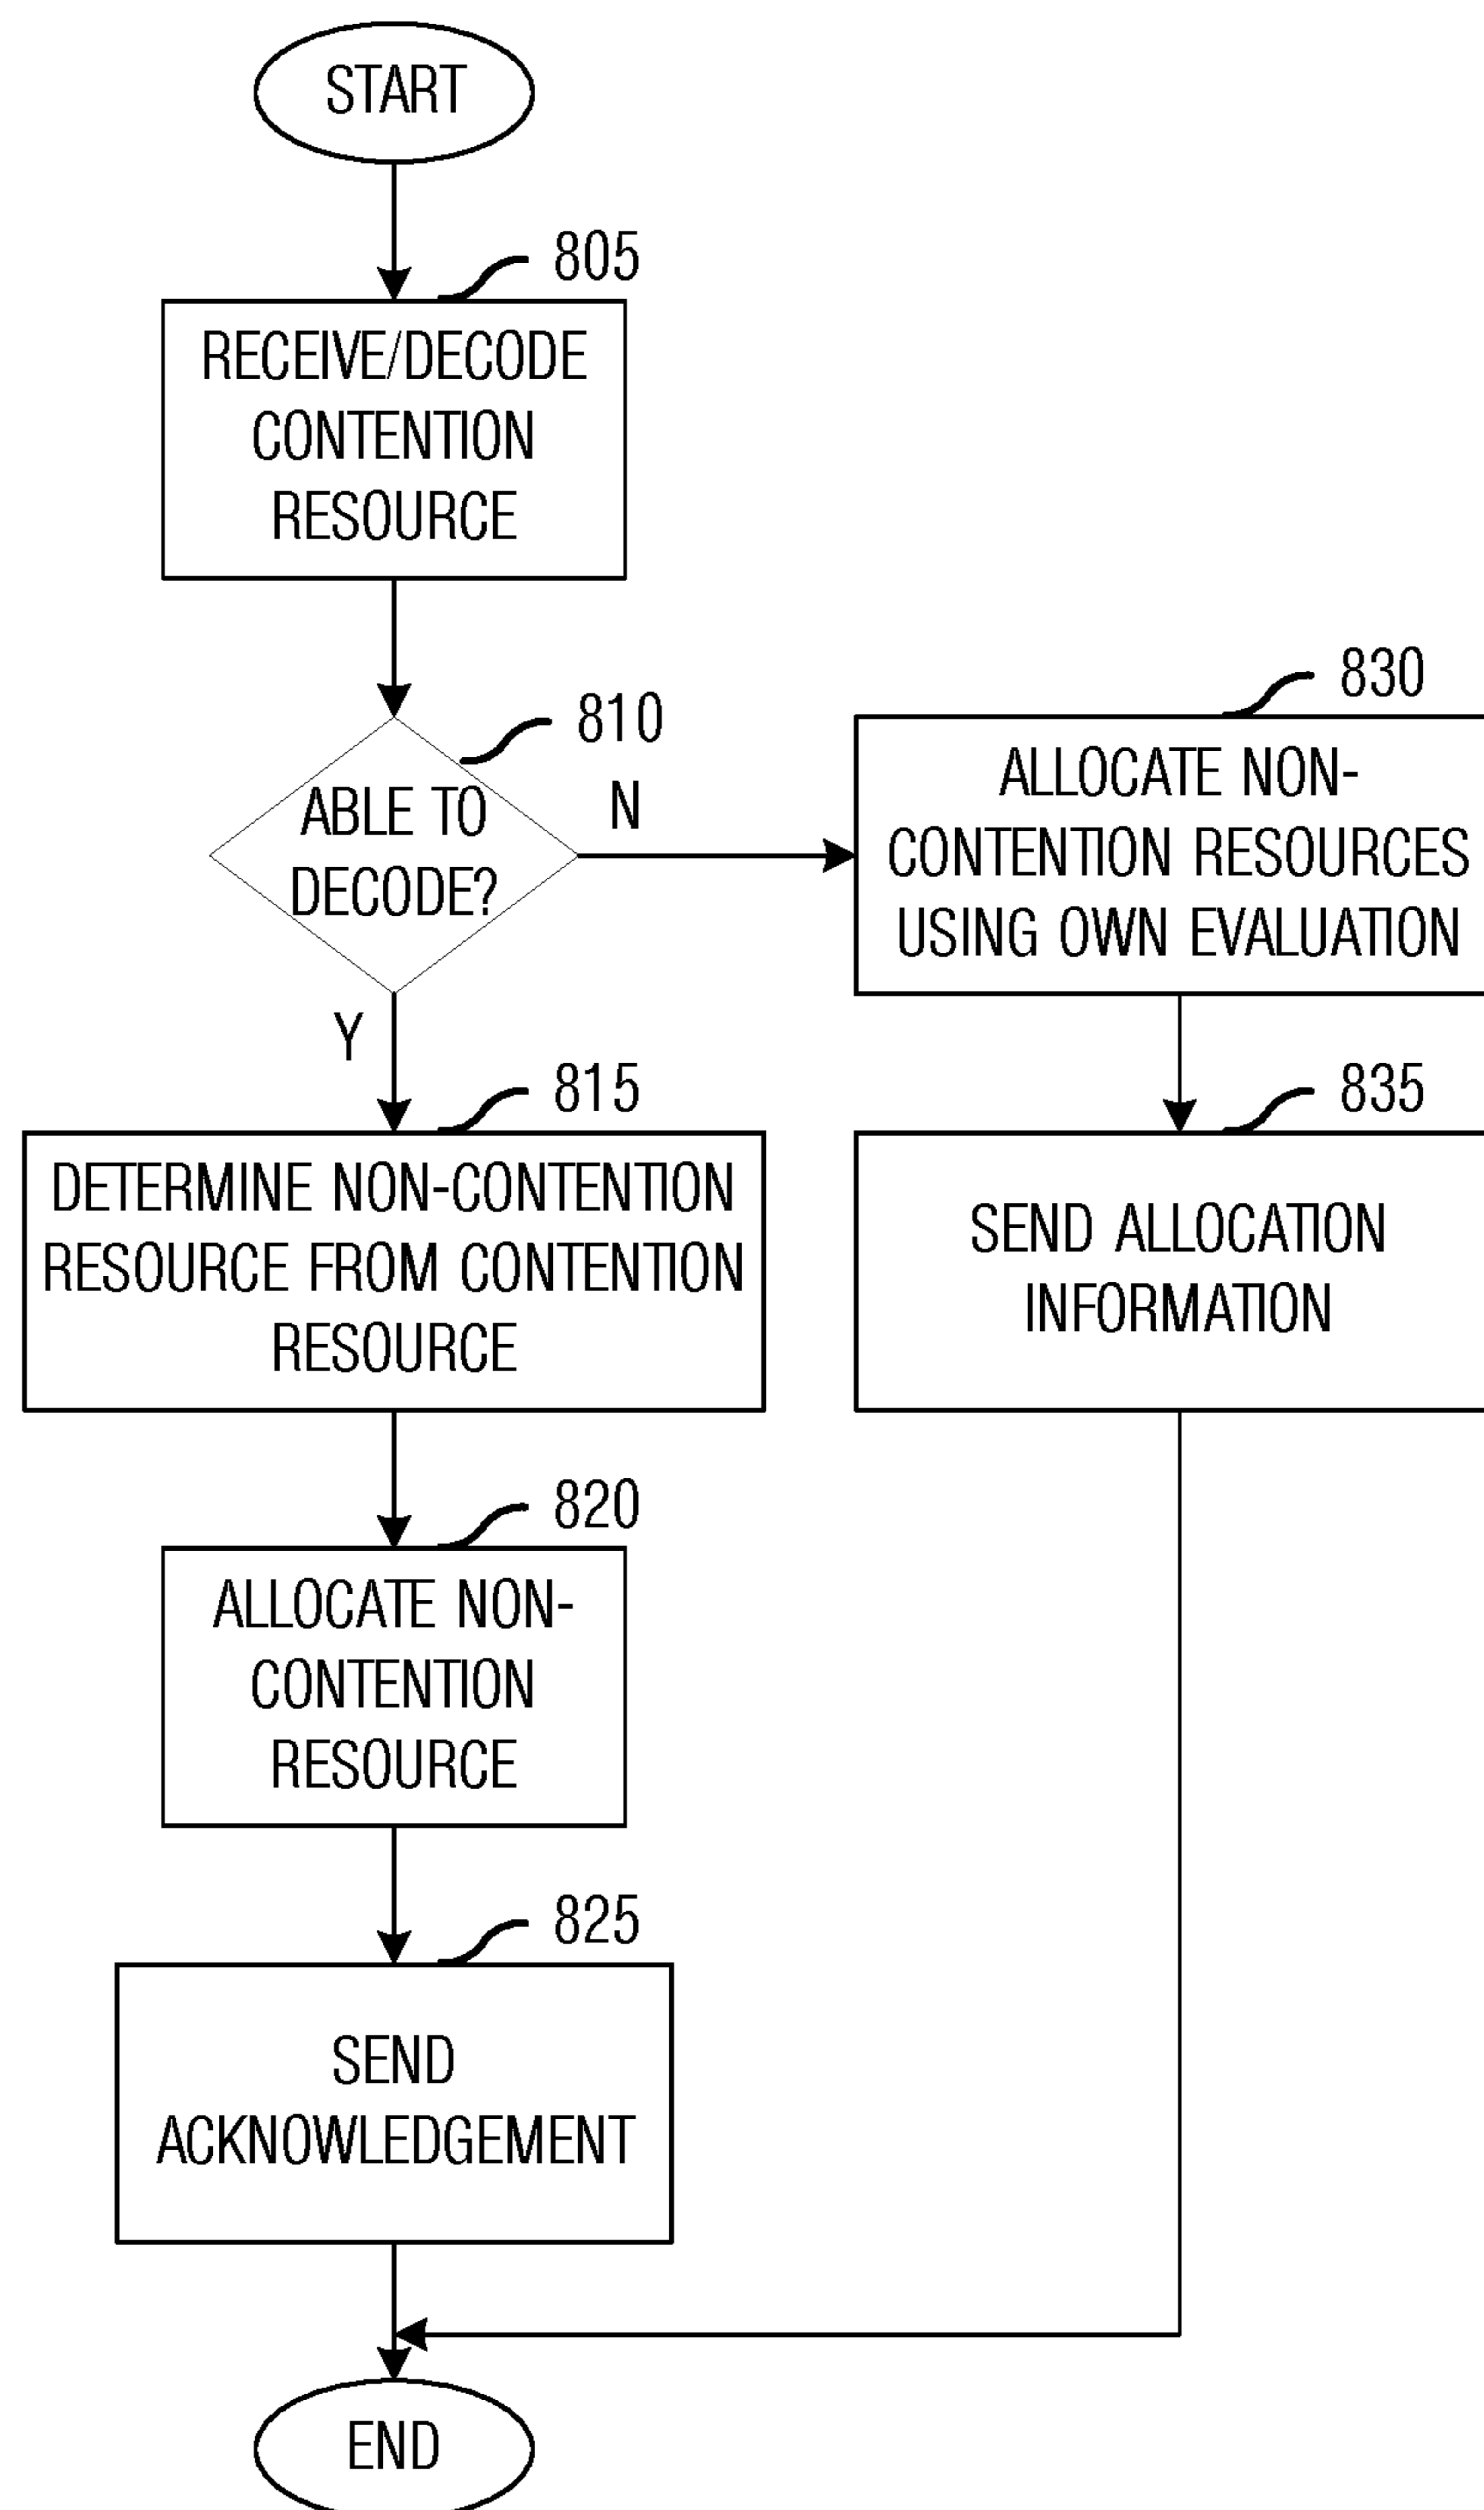 START
805
RECEIVE/DECODE
CONTENTION
RESOURCE
810
ABLE TO
DECODE?
N
Y
830
ALLOCATE NON-
CONTENTION RESOURCES
USING OWN EVALUATION
815
DETERMINE NON-CONTENTION
RESOURCE FROM CONTENTION
RESOURCE
835
SEND ALLOCATION
INFORMATION
820
ALLOCATE NON-
CONTENTION
RESOURCE
825
SEND
ACKNOWLEDGEMENT
END